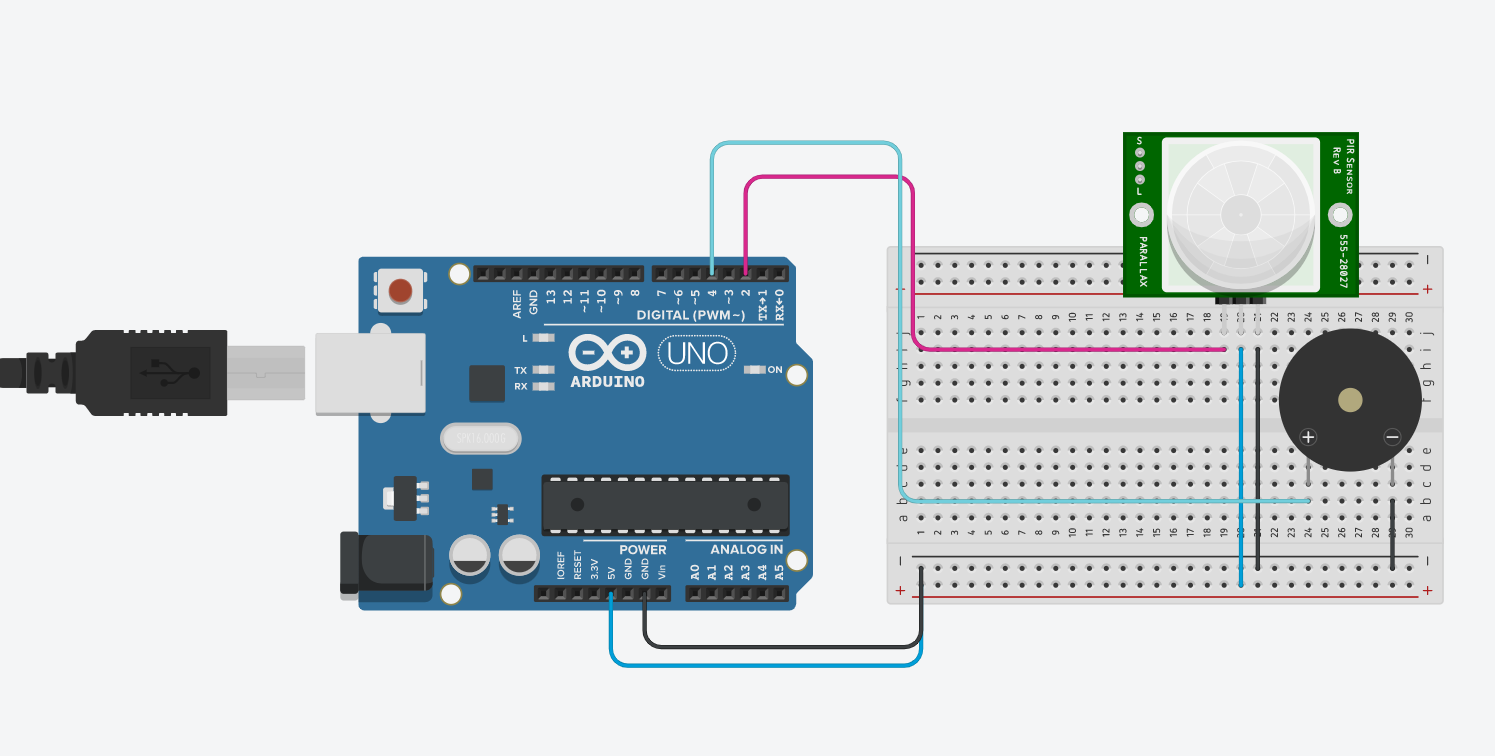 S
L
PIR SENSOR
REV B
PARALLAX
555-28027
AREF
GND
13
12
~11
~10
~9
8
7
~6
~5
4
~3
2
TX→1
RX←0
DIGITAL (PWM~)
L
TX
RX
ON
UNO
ARDUINO
POWER
ANALOG IN
IOREF
RESET
3.3V
5V
GND
GND
Vin
A0
A1
A2
A3
A4
A5
−
+
−
+
1 2 3 4 5 6 7 8 9 10 11 12 13 14 15 16 17 18 19 20 21 22 23 24 25 26 27 28 29 30
j
i
h
g
f
j
i
h
g
f
+ −
e
d
c
b
a
e
d
c
b
a
1 2 3 4 5 6 7 8 9 10 11 12 13 14 15 16 17 18 19 20 21 22 23 24 25 26 27 28 29 30
−
+
−
+